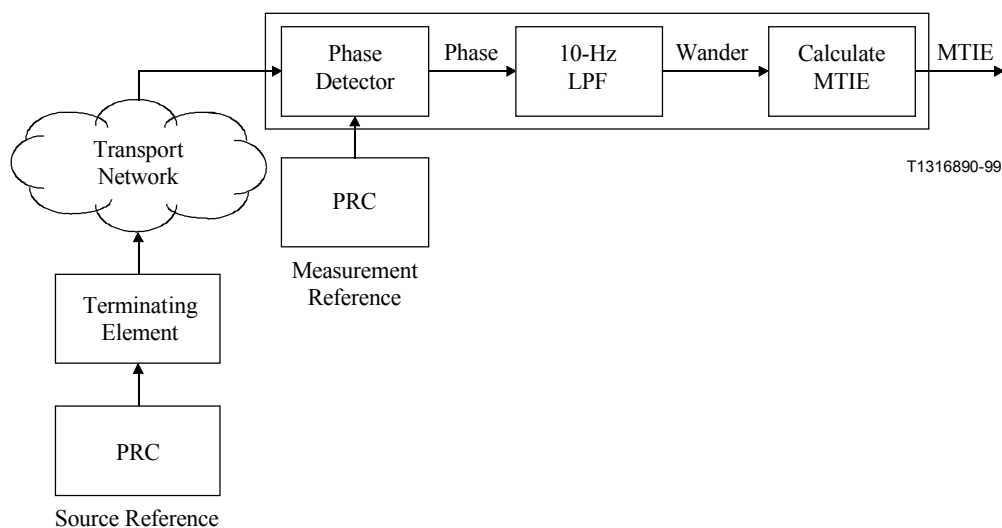 Phase
Detector
Phase
10-Hz
LPF
Wander
Calculate
MTIE
MTIE
Transport
Network
PRC
T1316890-99
Measurement
Reference
Terminating
Element
PRC
Source Reference